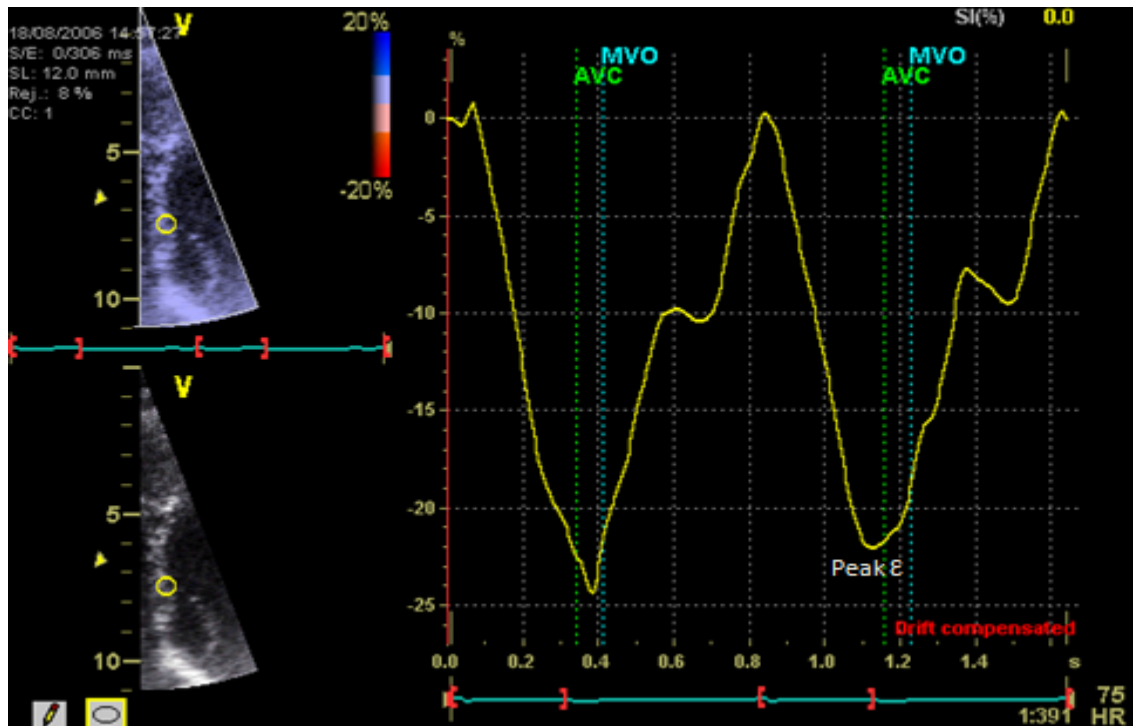 V
18/08/2006 14:57:27
S/E: 0/306 ms
SL: 12.0 mm
Rej.: 8 %
CC: 1
5
10
20%
-20%
V
5
10
SI(%) 0.0
%
MVO MVO
AVC AVC
0
-5
-10
-15
-20
-25
Peak ε
Drift compensated
0.0 0.2 0.4 0.6 0.8 1.0 1.2 1.4 s
75
1:391 HR